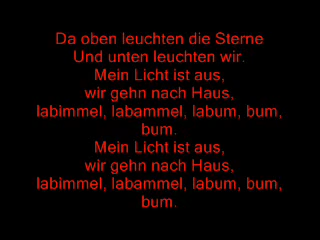 Da oben leuchten die Sterne
Und unten leuchten wir.
Mein Licht ist aus,
wir gehn nach Haus,
labimmel, labammel, labum, bum,
bum.
Mein Licht ist aus,
wir gehn nach Haus,
labimmel, labammel, labum, bum,
bum.